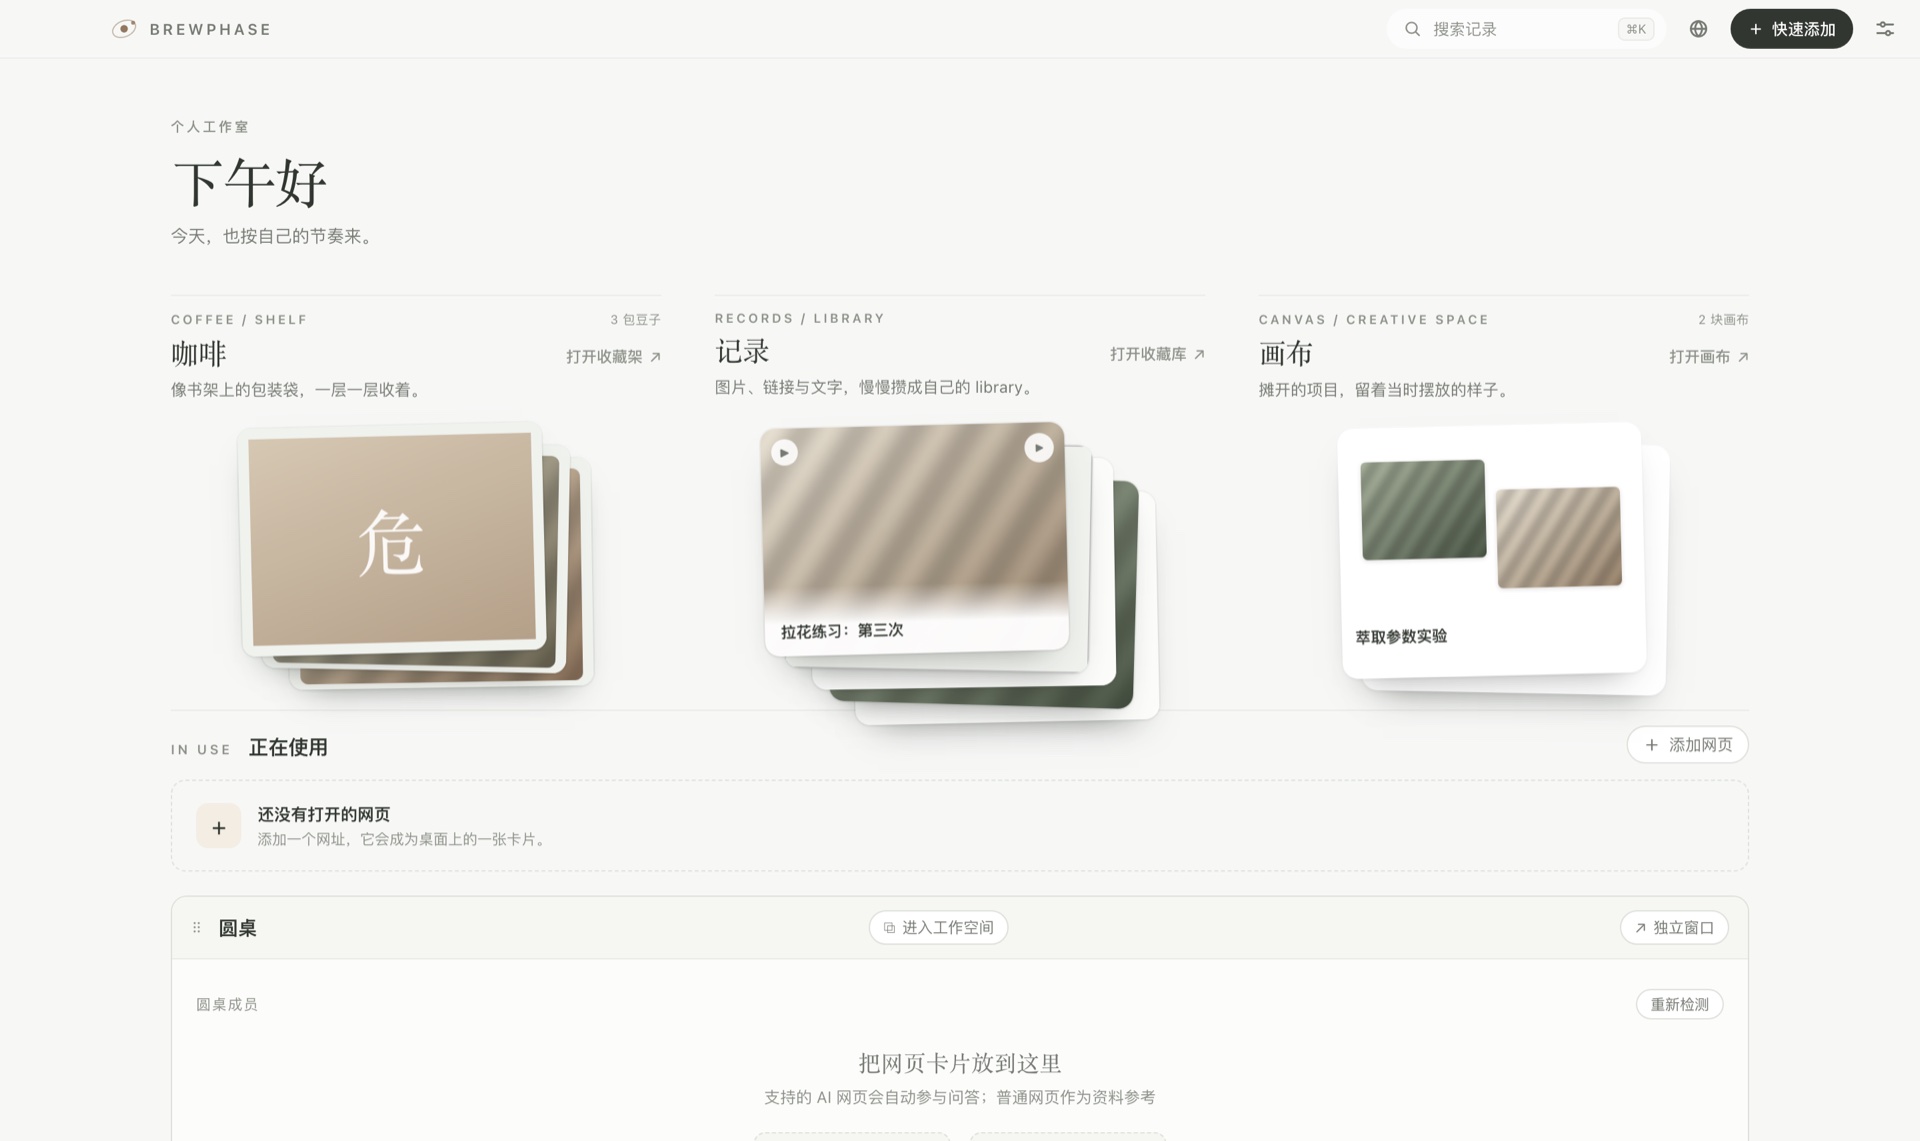 BREWPHASE
搜索记录
⌘K
快速添加
个人工作室
下午好
今天，也按自己的节奏来。
COFFEE / SHELF
3 包豆子
咖啡
打开收藏架 ↗
像书架上的包装袋，一层一层收着。
危
RECORDS / LIBRARY
记录
打开收藏库 ↗
图片、链接与文字，慢慢攒成自己的 library。
拉花练习：第三次
CANVAS / CREATIVE SPACE
2 块画布
画布
打开画布 ↗
摊开的项目，留着当时摆放的样子。
萃取参数实验
IN USE 正在使用
+ 添加网页
还没有打开的网页
添加一个网址，它会成为桌面上的一张卡片。
圆桌
进入工作空间
↗ 独立窗口
圆桌成员
重新检测
把网页卡片放到这里
支持的 AI 网页会自动参与问答；普通网页作为资料参考